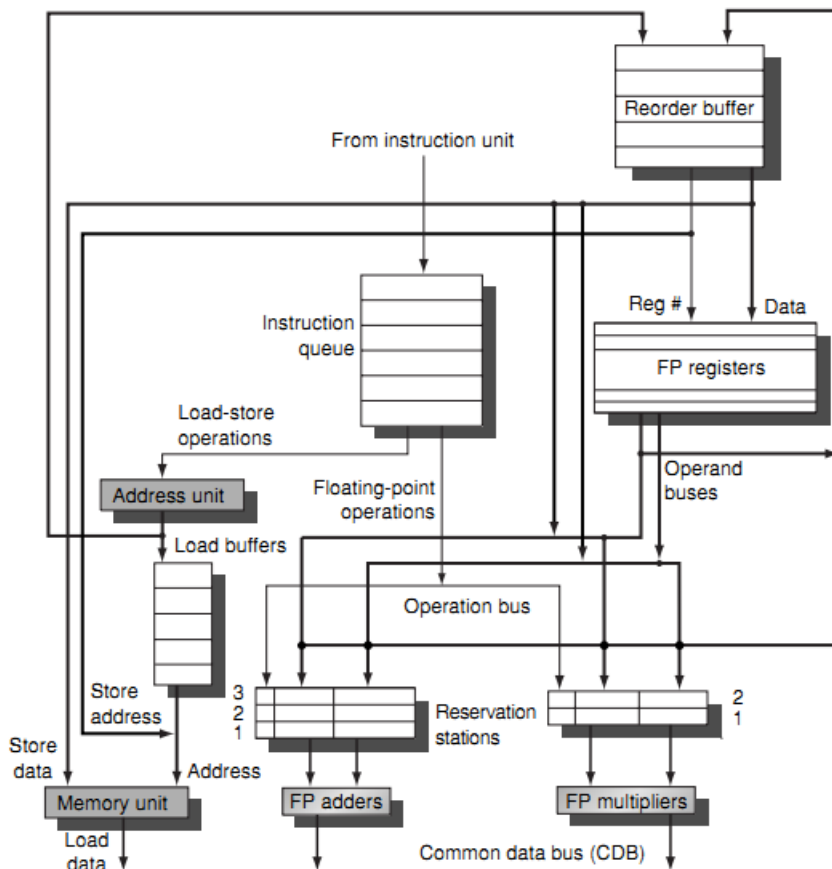 Reorder buffer
From instruction unit
Reg #
Data
Instruction
queue
FP registers
Load-store
operations
Operand
buses
Address unit
Floating-point
operations
Load buffers
Operation bus
Store
address
3
2
1
Reservation
stations
2
1
Store
data
Address
Memory unit
FP adders
FP multipliers
Load
data
Common data bus (CDB)